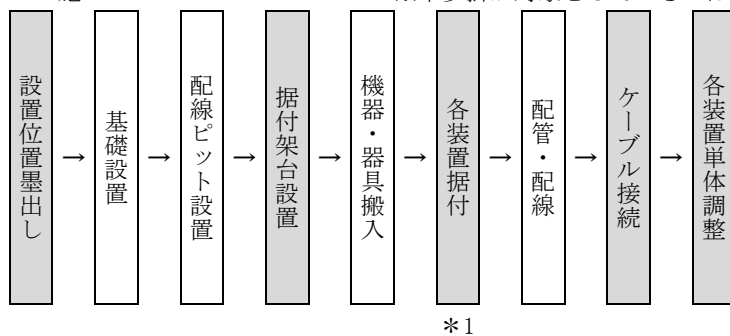 設置位置墨出し
→
基礎設置
→
配線ピット設置
→
据付架台設置
→
機器・器具搬入
→
各装置据付
→
配管・配線
→
ケーブル接続
→
各装置単体調整
＊1